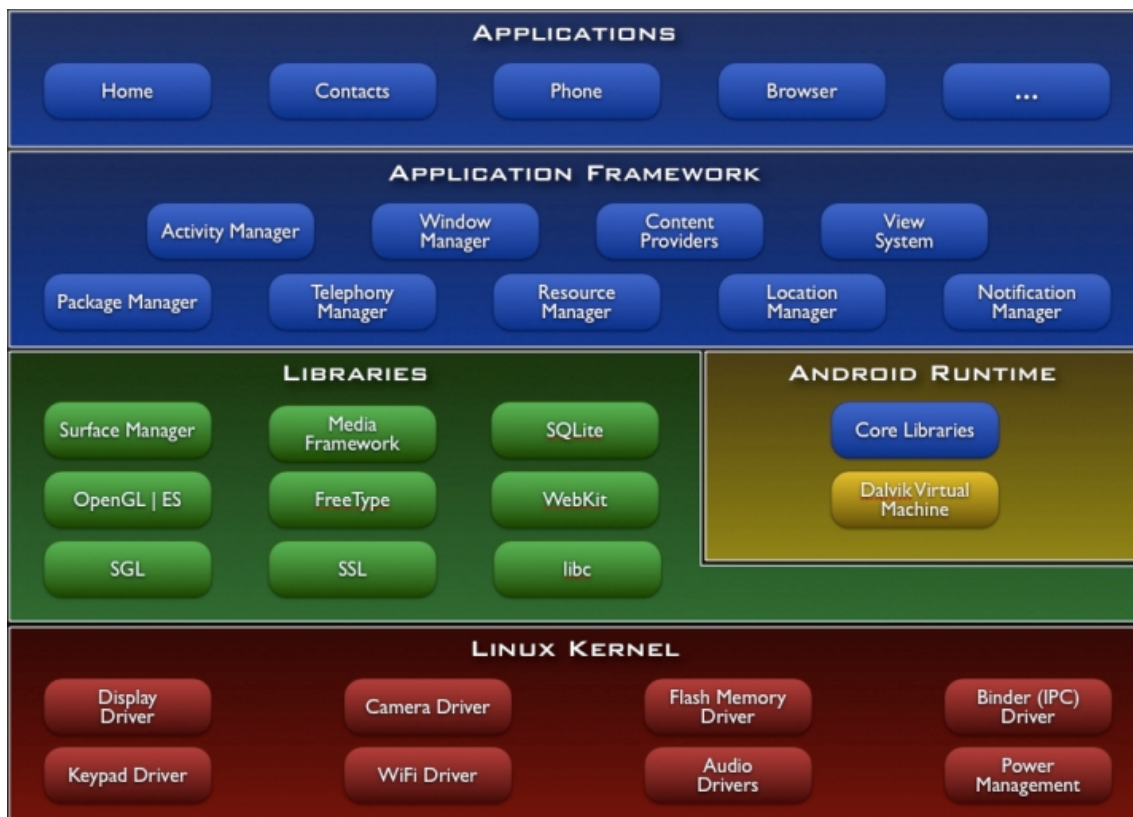 APPLICATIONS
Home
Contacts
Phone
Browser
...
APPLICATION FRAMEWORK
Activity Manager
Window
Manager
Content
Providers
View
System
Package Manager
Telephony
Manager
Resource
Manager
Location
Manager
Notification
Manager
LIBRARIES
Surface Manager
Media
Framework
SQLite
OpenGL | ES
FreeType
WebKit
SGL
SSL
libc
ANDROID RUNTIME
Core Libraries
Dalvik Virtual
Machine
LINUX KERNEL
Display
Driver
Camera Driver
Flash Memory
Driver
Binder (IPC)
Driver
Keypad Driver
WiFi Driver
Audio
Drivers
Power
Management